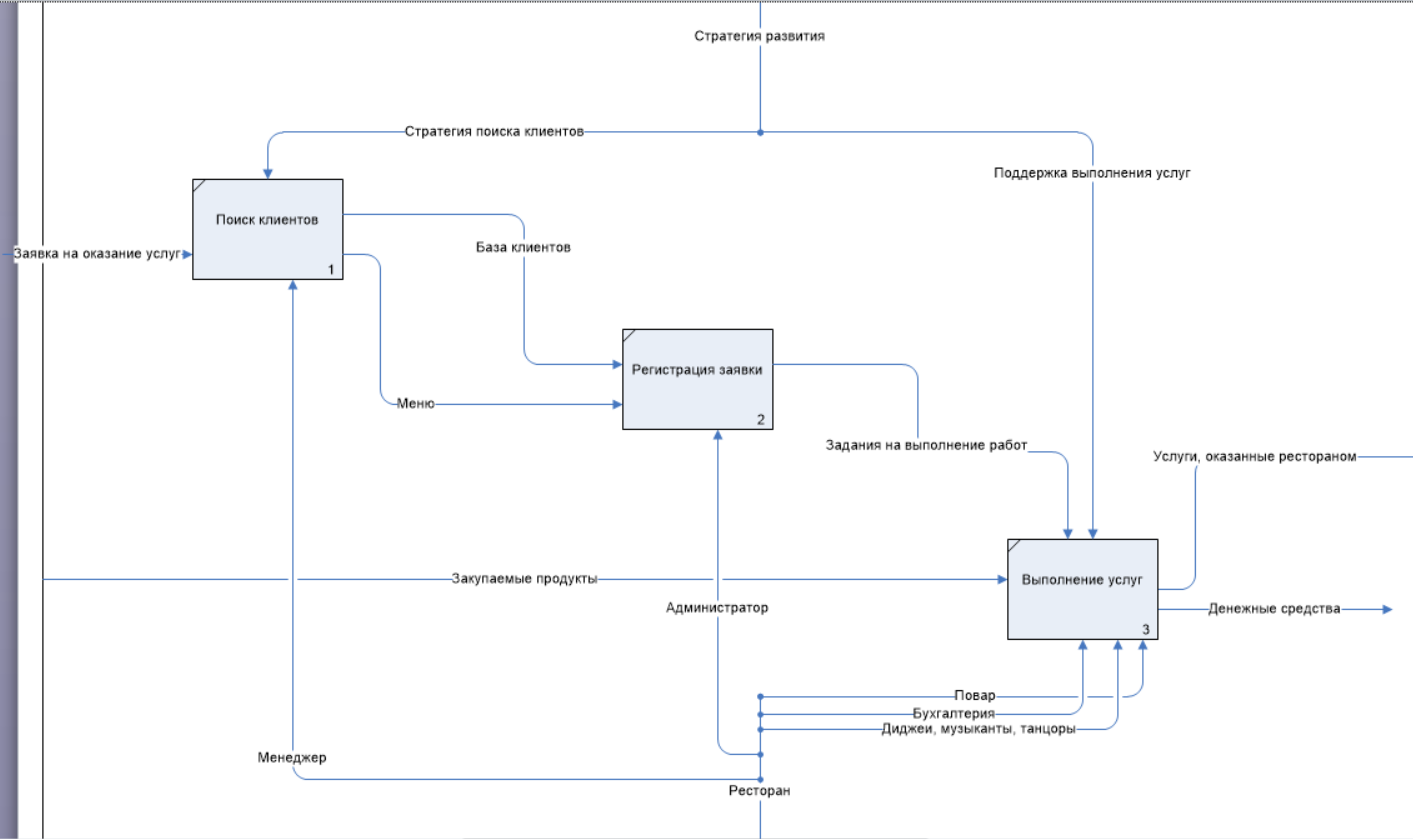 Стратегия развития
Стратегия поиска клиентов
Поддержка выполнения услуг
Поиск клиентов
1
Заявка на оказание услуг
База клиентов
Регистрация заявки
2
Меню
Задания на выполнение работ
Услуги, оказанные рестораном
Закупаемые продукты
Выполнение услуг
3
Администратор
Денежные средства
Повар
Бухгалтерия
Диджеи, музыканты, танцоры
Менеджер
Ресторан